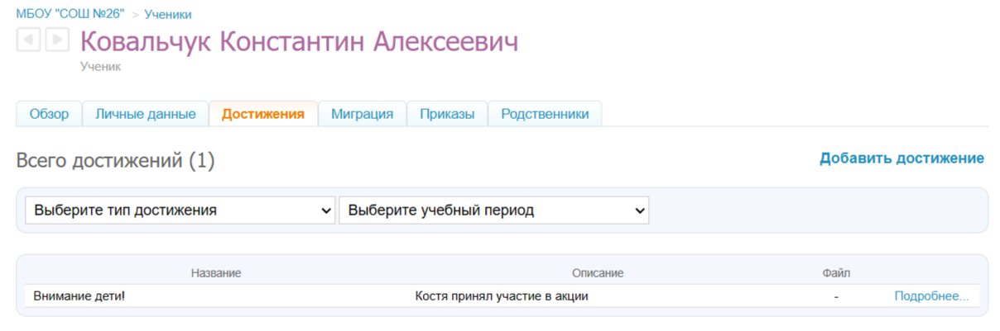 МБОУ "СОШ №26" > Ученики
Ковальчук Константин Алексеевич
Ученик
Обзор Личные данные Достижения Миграция Приказы Родственники
Всего достижений (1) Добавить достижение
Выберите тип достижения Выберите учебный период
Название Описание Файл
Внимание дети! Костя принял участие в акции - Подробнее...